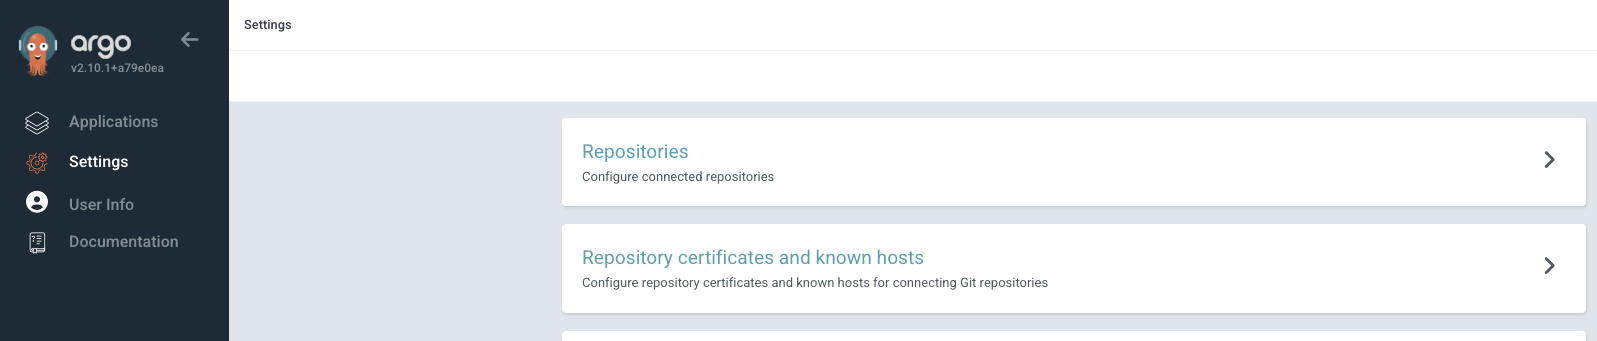 argo
v2.10.1+a79e0ea
Applications
Settings
User Info
Documentation
Settings
Repositories
Configure connected repositories
Repository certificates and known hosts
Configure repository certificates and known hosts for connecting Git repositories